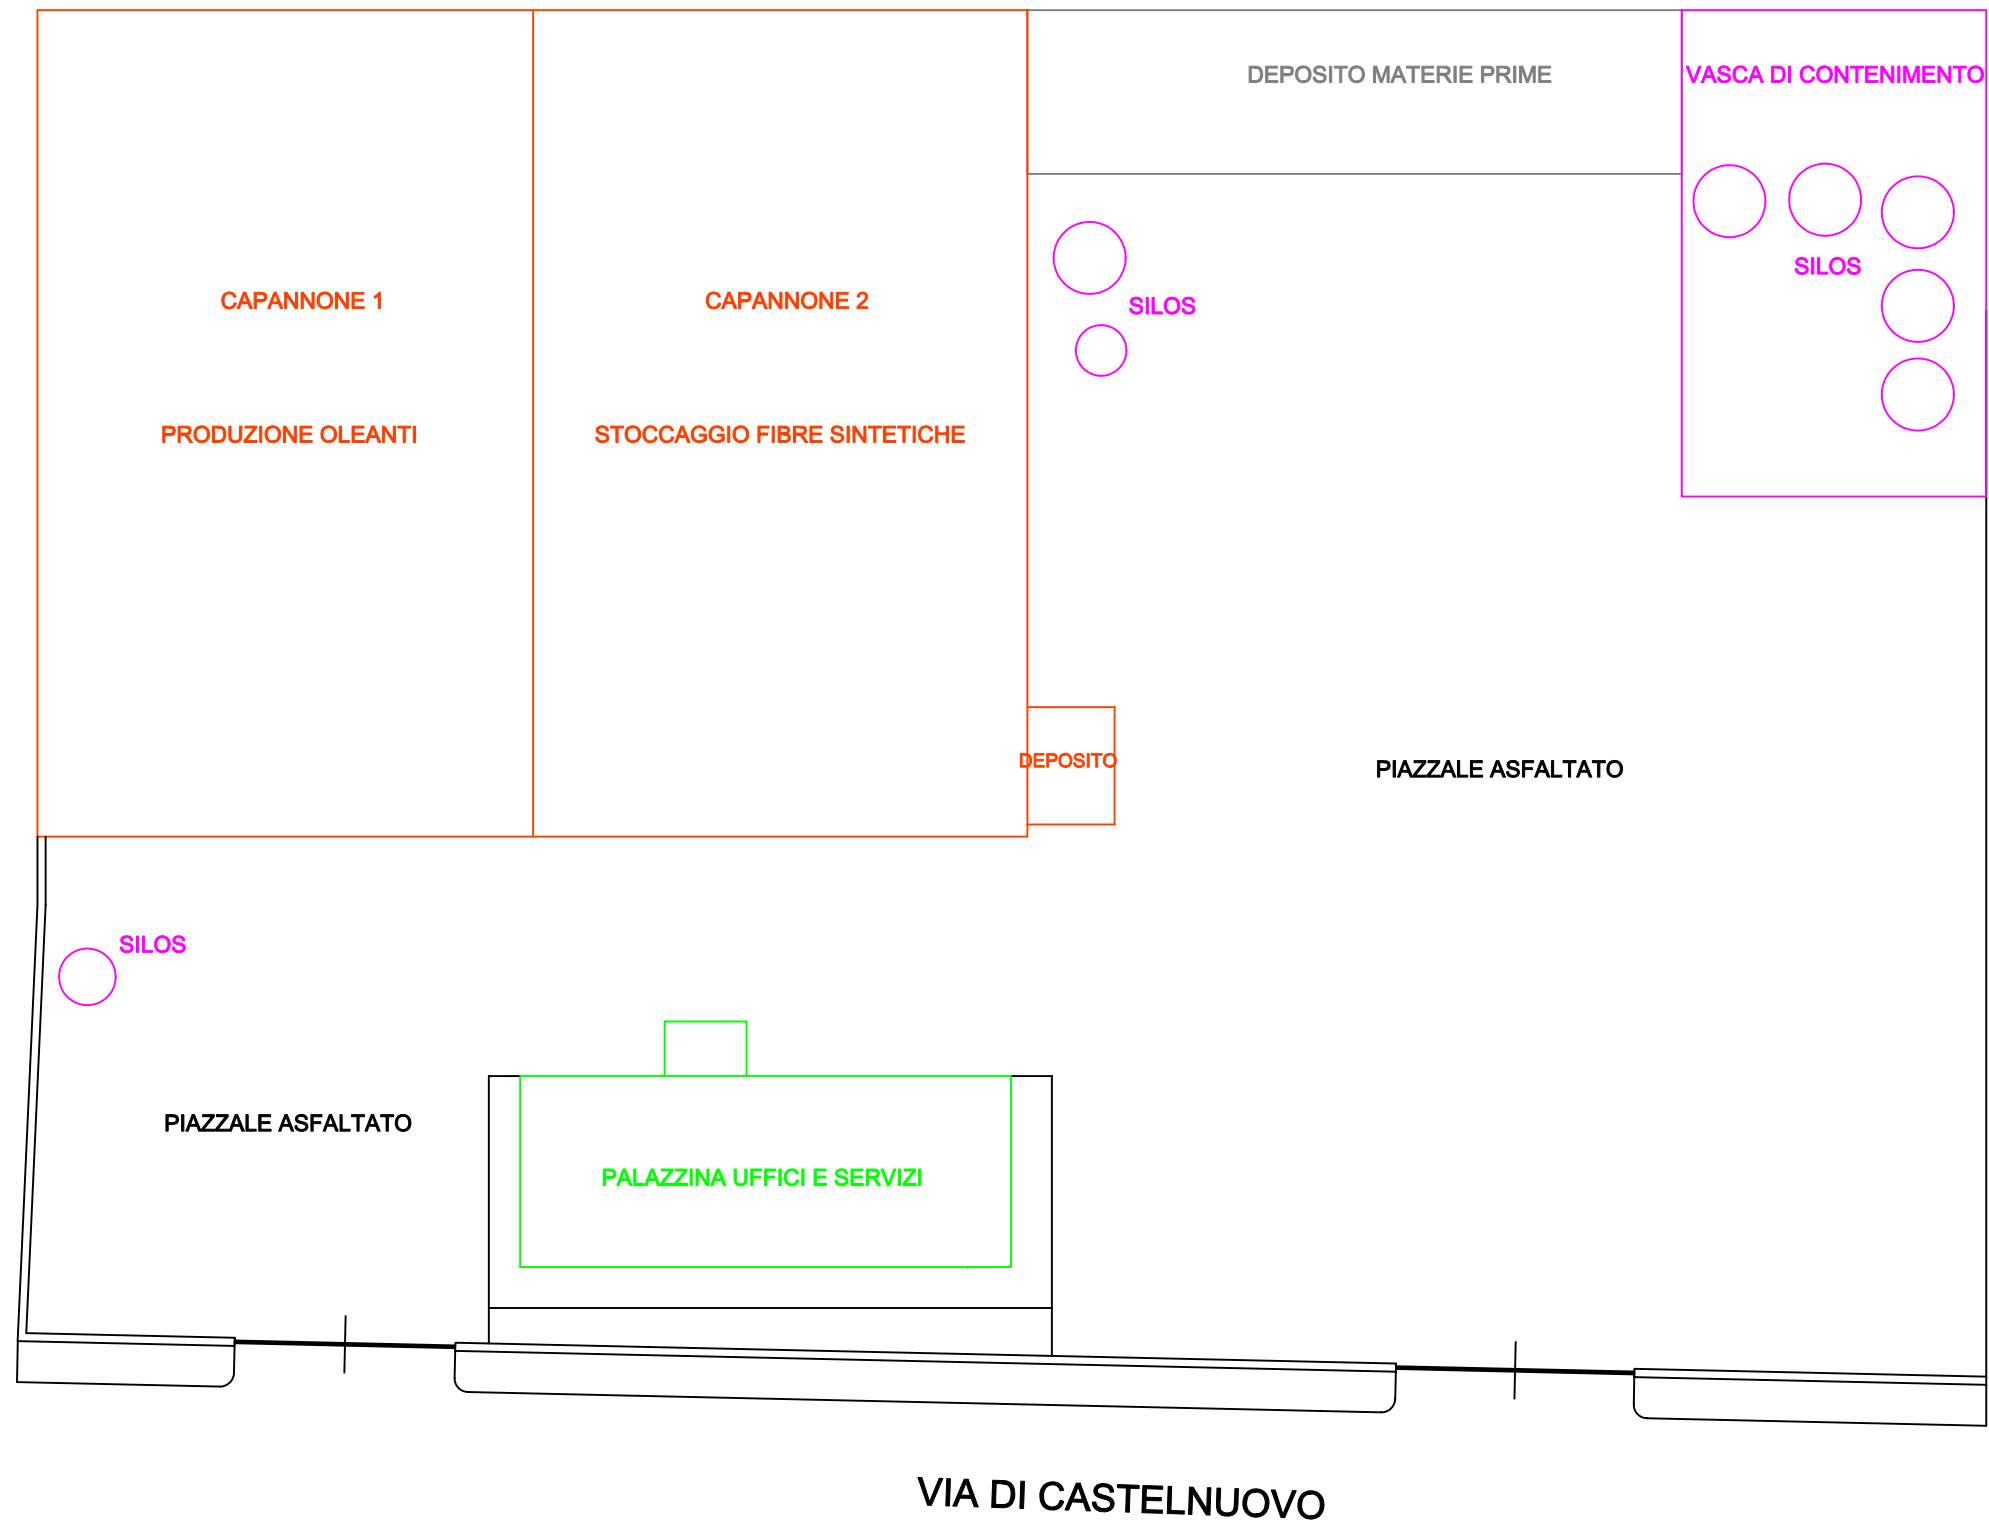 DEPOSITO MATERIE PRIME
VASCA DI CONTENIMENTO
SILOS
CAPANNONE 1
CAPANNONE 2
SILOS
PRODUZIONE OLEANTI
STOCCAGGIO FIBRE SINTETICHE
DEPOSITO
PIAZZALE ASFALTATO
SILOS
PIAZZALE ASFALTATO
PALAZZINA UFFICI E SERVIZI
VIA DI CASTELNUOVO